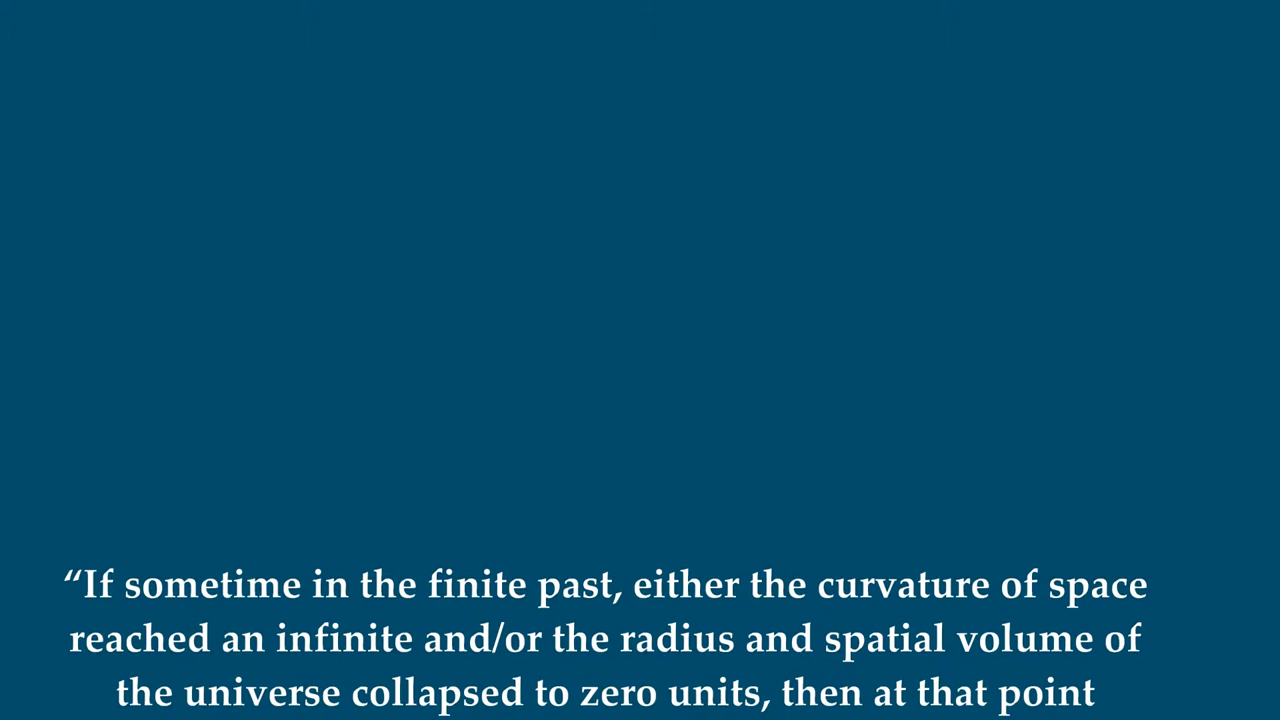 “If sometime in the finite past, either the curvature of space
reached an infinite and/or the radius and spatial volume of
the universe collapsed to zero units, then at that point